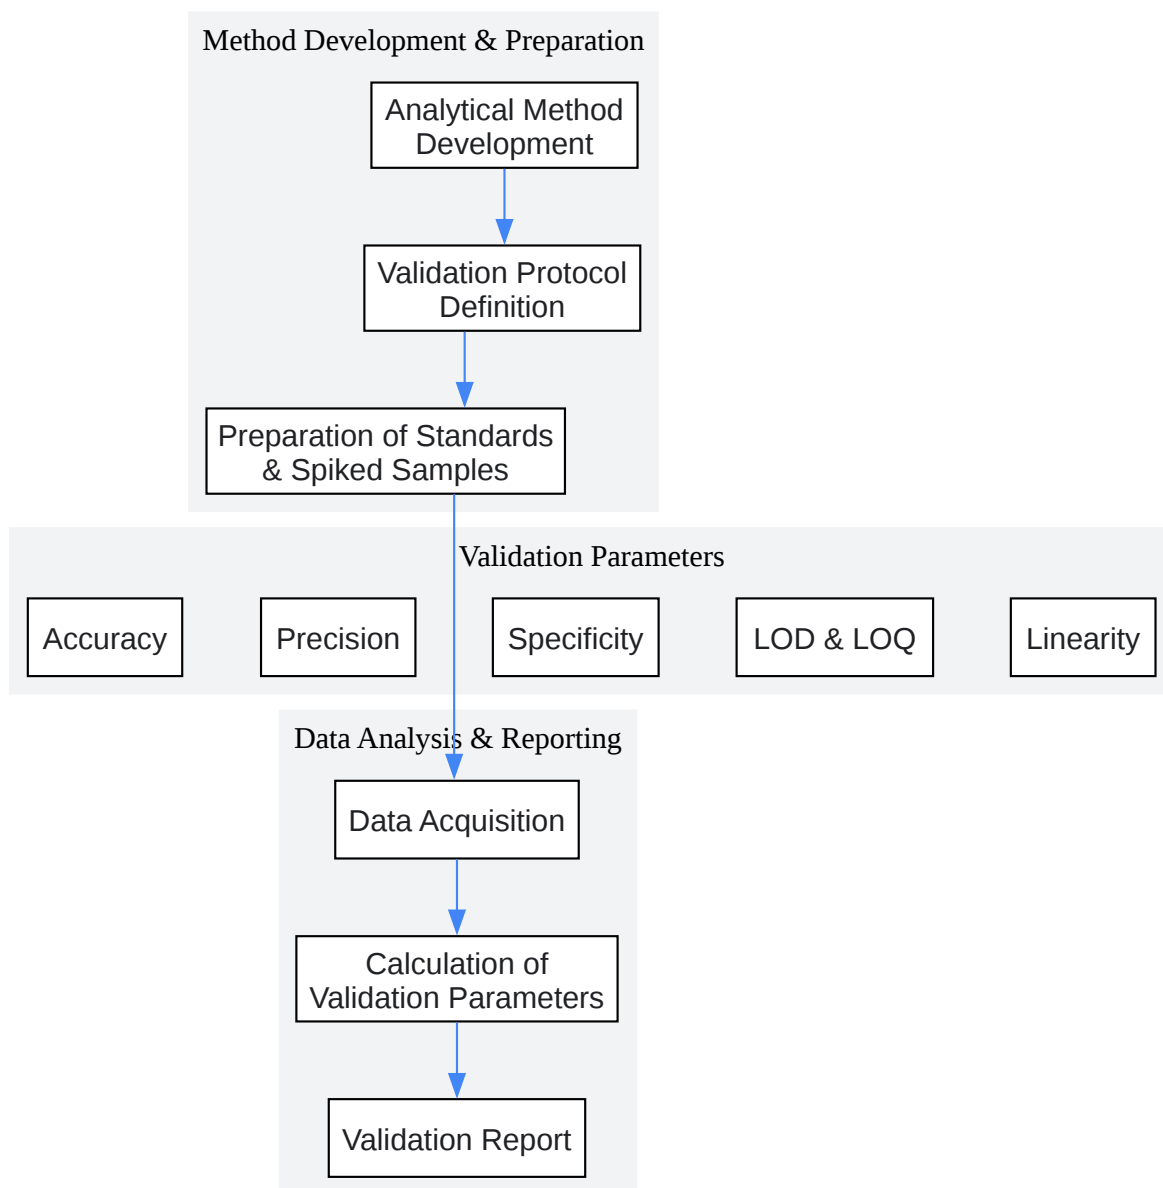 Method Development & Preparation
Analytical Method
Development
Validation Protocol
Definition
Preparation of Standards
& Spiked Samples
Validation Parameters
Accuracy
Precision
Specificity
LOD & LOQ
Linearity
Data Analysis & Reporting
Data Acquisition
Calculation of
Validation Parameters
Validation Report